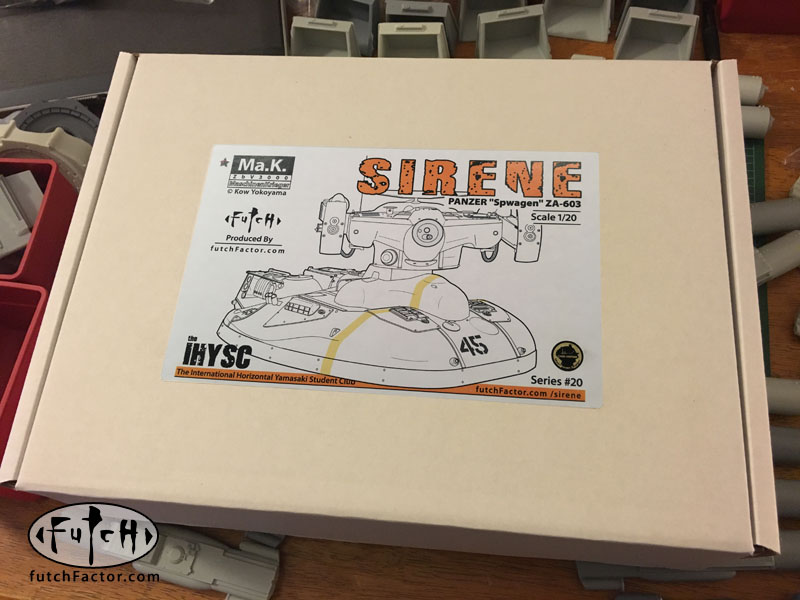 Ma.K.
ZbV3000
MaschinenKrieger
© Kow Yokoyama
SIRENE
PANZER "Spwagen" ZA-603
Scale 1/20
FUTCH
Produced By
futchFactor.com
45
the
IHYSC
The International Horizontal Yamasaki Student Club
Series #20
futchFactor.com/sirene
FUTCH
futchFactor.com